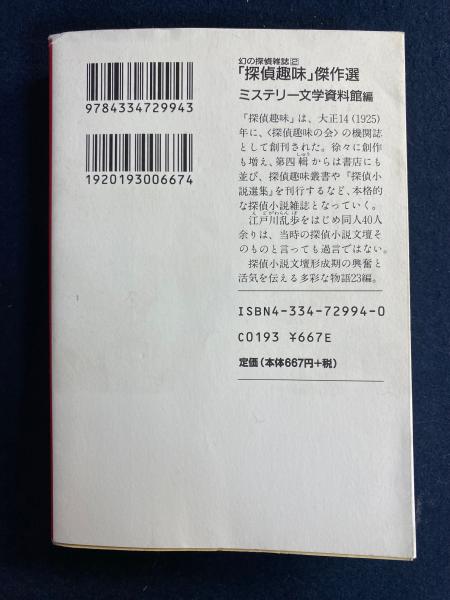 9784334729943
1920193006674
幻の探偵雑誌②
「探偵趣味」傑作選
ミステリー文学資料館編
『探偵趣味』は、大正14(1925)
年に、〈探偵趣味の会〉の機関誌
として創刊された。徐々に創作
も増え、第四輯からは書店にも
並び、探偵趣味叢書や『探偵小
説選集』を刊行するなど、本格的
な探偵小説雑誌となっていく。
江戸川乱歩をはじめ同人40人
余りは、当時の探偵小説文壇そ
のものと言っても過言ではない。
探偵小説文壇形成期の興奮と
活気を伝える多彩な物語23編。
ISBN4-334-72994-0
C0193 ¥667E
定価(本体667円+税)